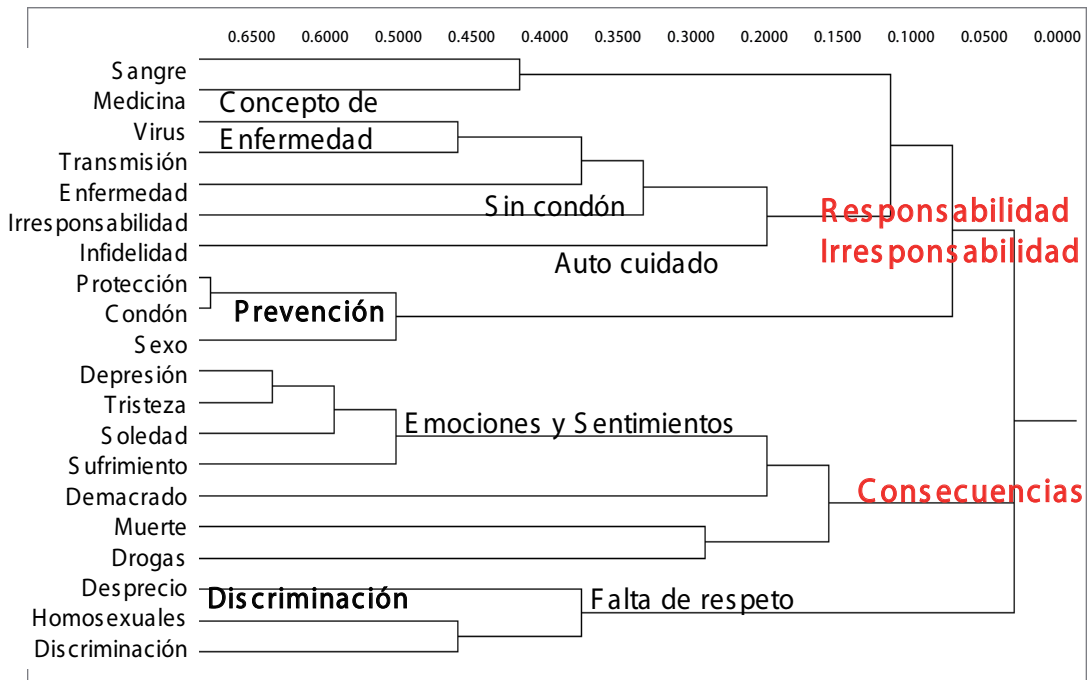 0.6500 0.6000 0.5000 0.4500 0.4000 0.3500 0.3000 0.2000 0.1500 0.1000 0.0500 0.0000
Sangre
Medicina
Concepto de
Virus
Enfermedad
Transmisión
Enfermedad
Sin condón
Responsabilidad
Irresponsabilidad
Irresponsabilidad
Infidelidad
Auto cuidado
Protección
Condón
Prevención
Sexo
Depresión
Tristeza
Emociones y Sentimientos
Soledad
Sufrimiento
Demacrado
Consecuencias
Muerte
Drogas
Desprecio
Discriminación
Falta de respeto
Homosexuales
Discriminación